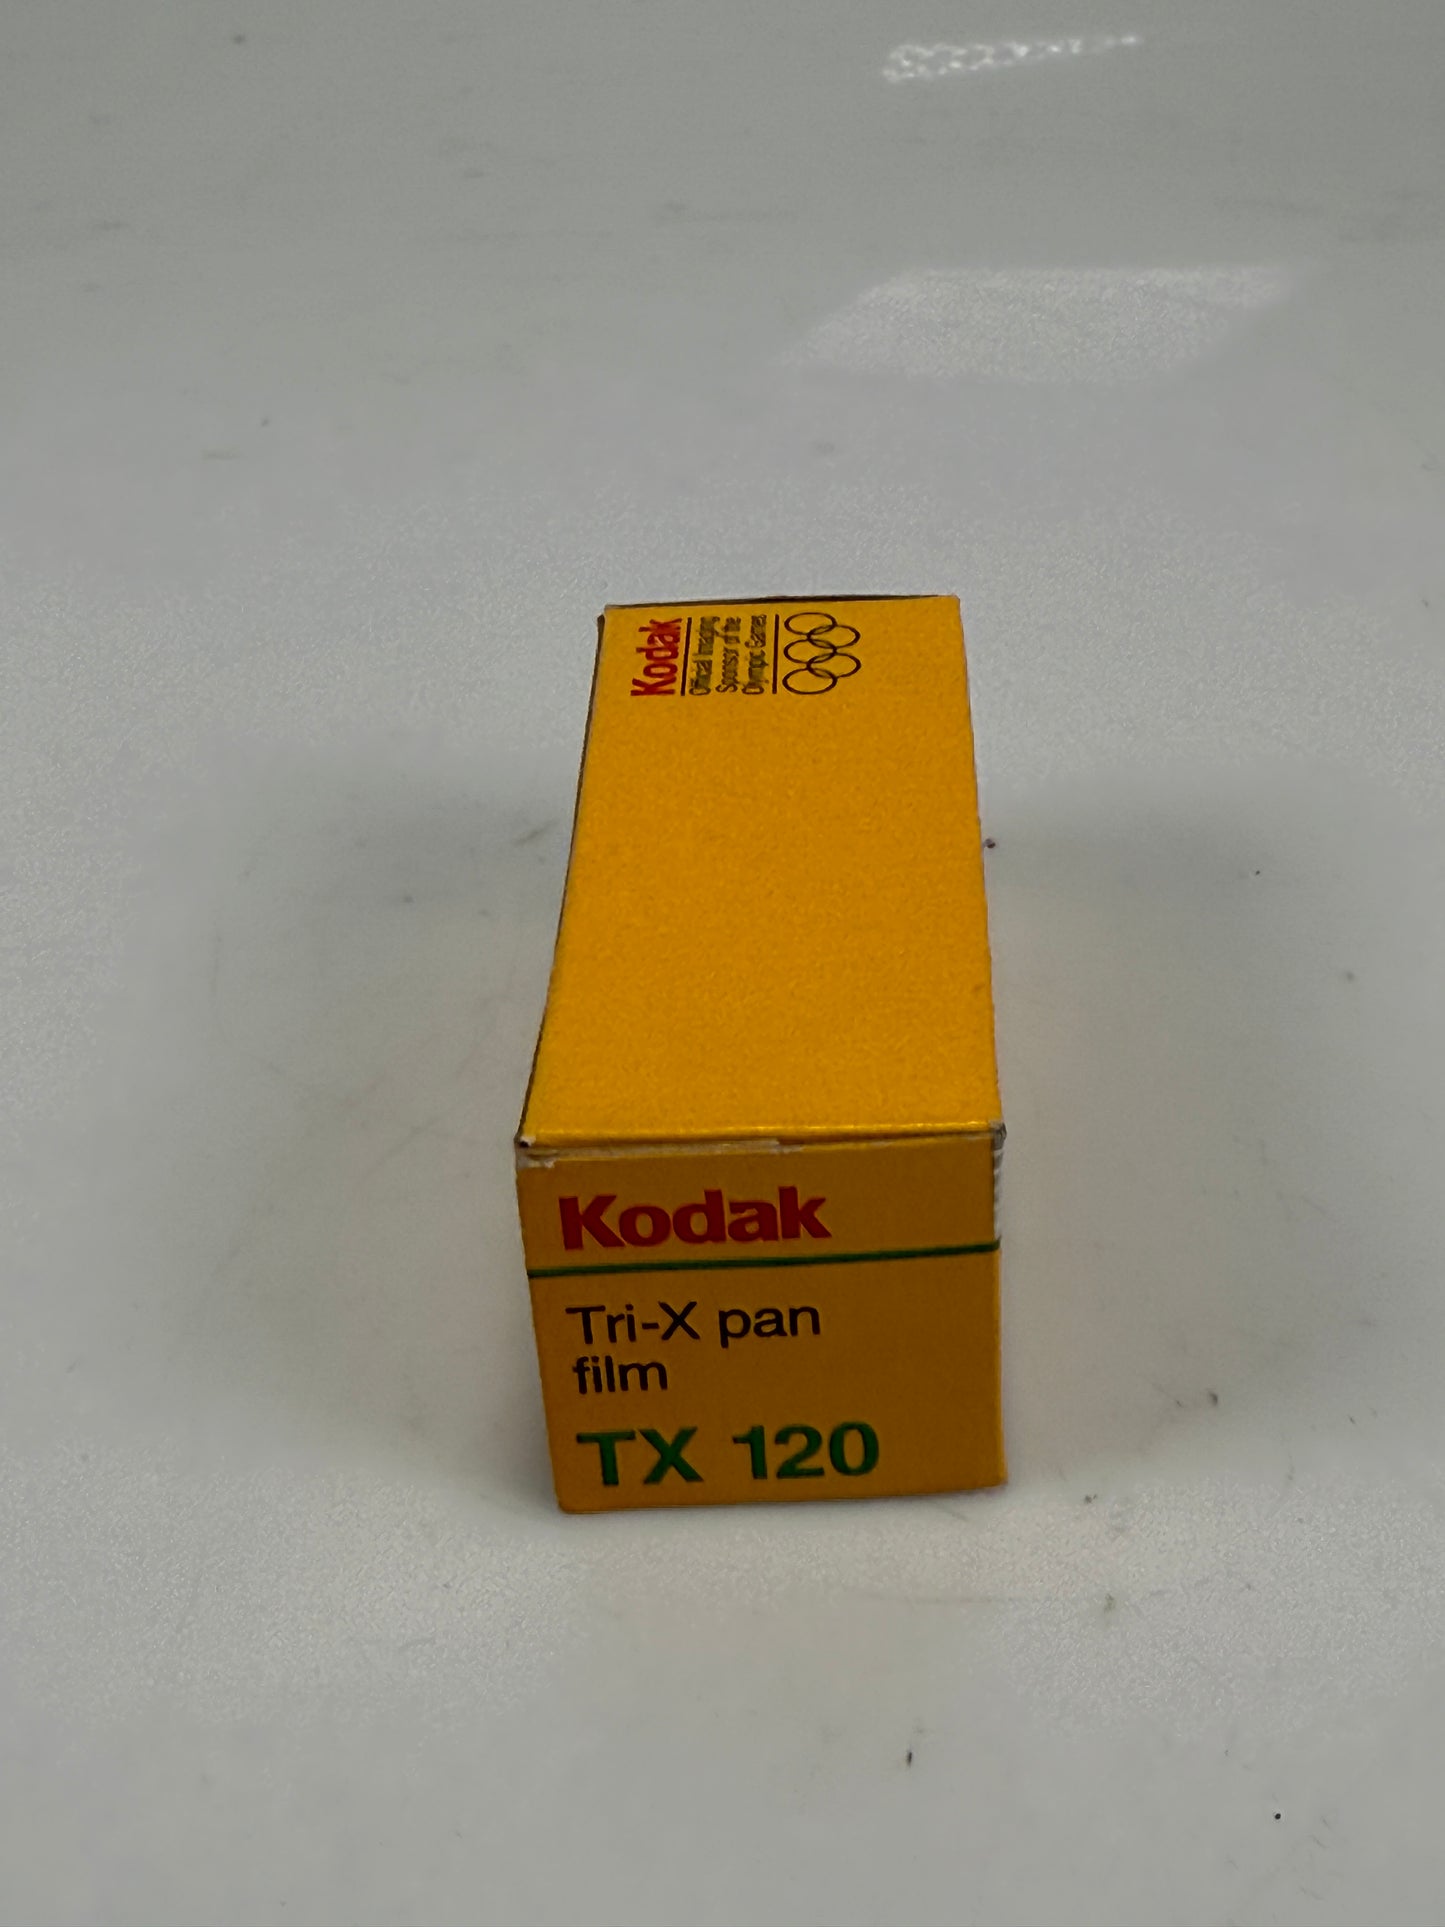 Kodak
Official Imaging
Sponsor of the
Olympic Games
Kodak
Tri-X pan
film
TX 120